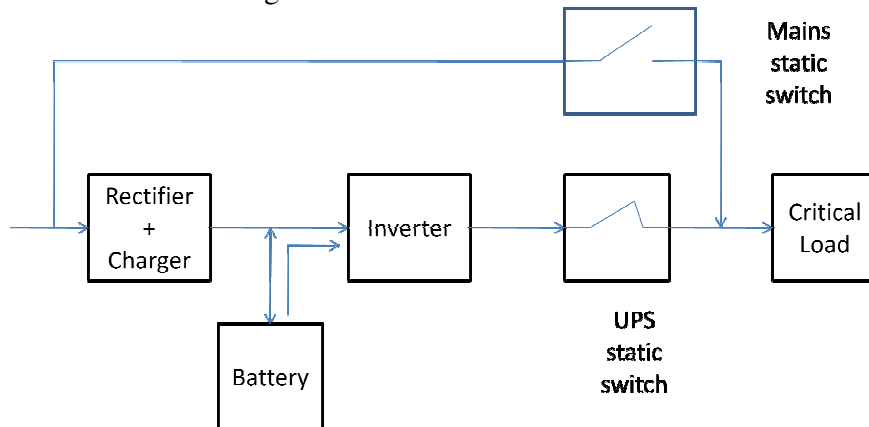 Mains
static
switch
Rectifier
+
Charger
Inverter
Critical
Load
UPS
static
switch
Battery